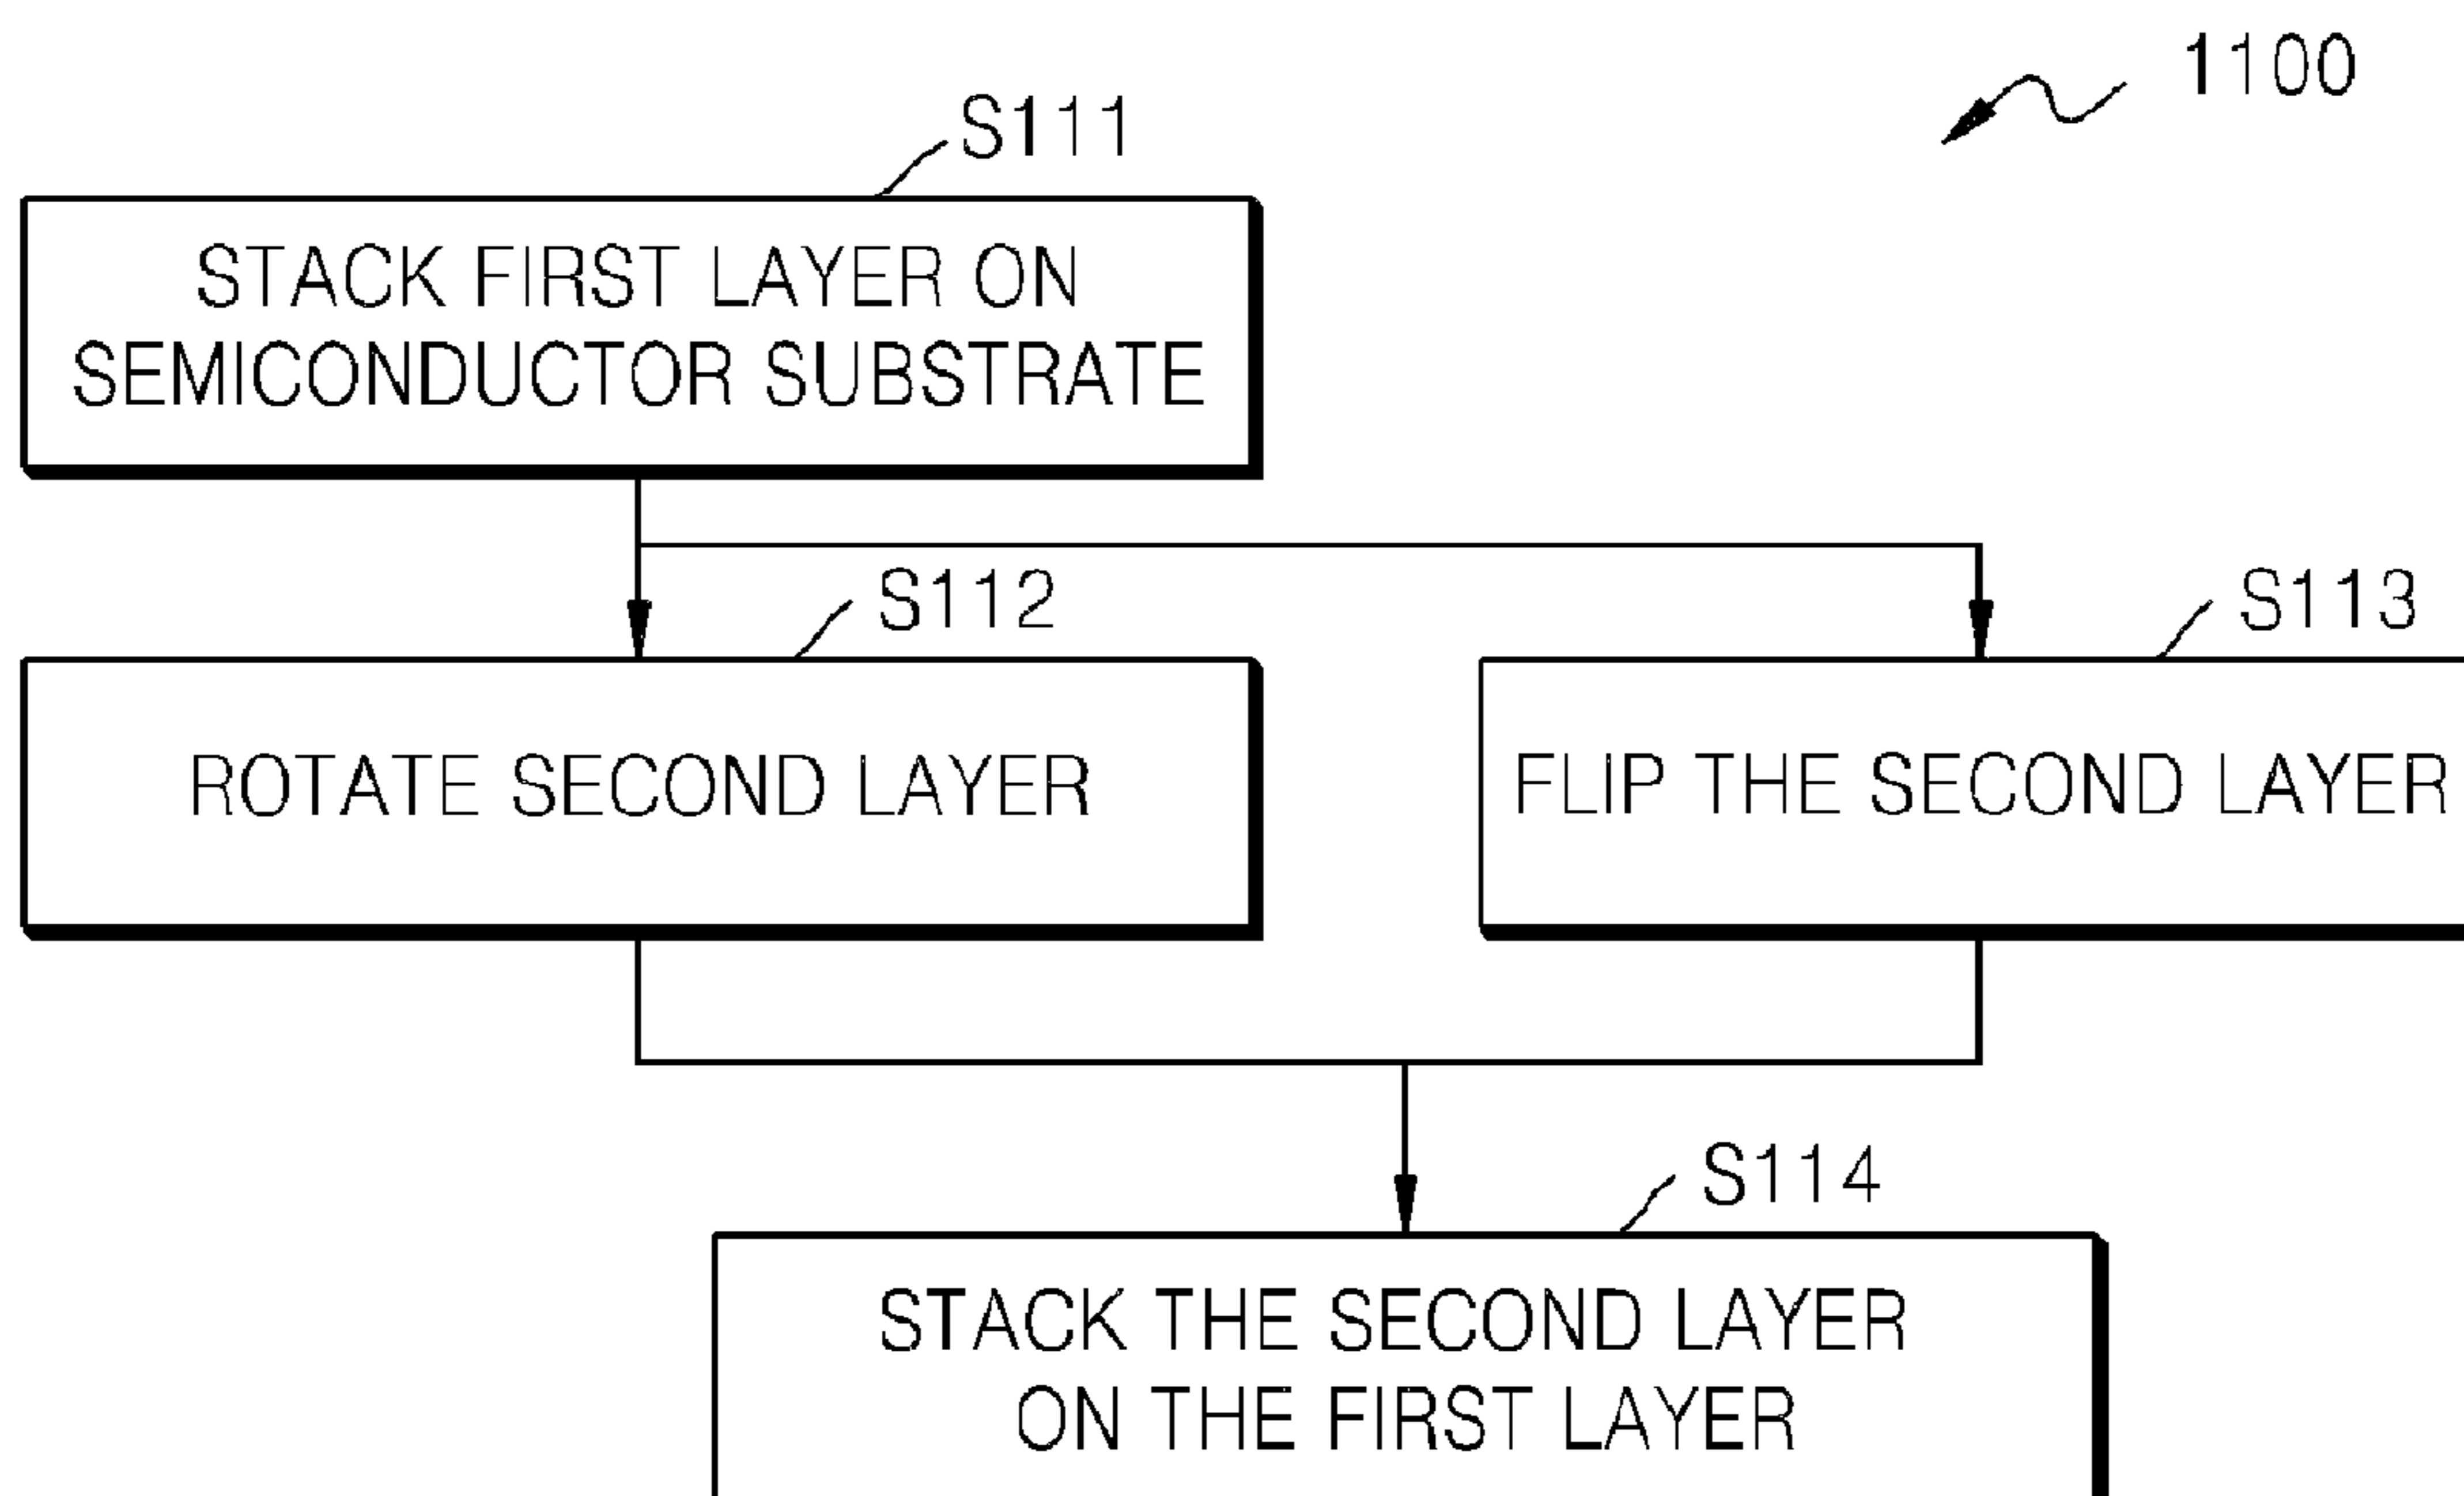 1100
S111
STACK FIRST LAYER ON
SEMICONDUCTOR SUBSTRATE
S112
S113
ROTATE SECOND LAYER
FLIP THE SECOND LAYER
S114
STACK THE SECOND LAYER
ON THE FIRST LAYER